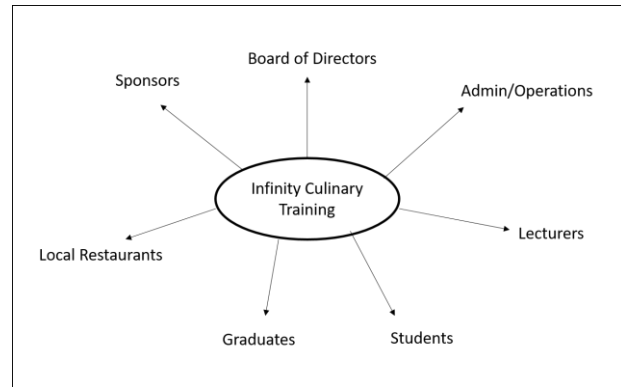 Board of Directors
Sponsors
Admin/Operations
Infinity Culinary
Training
Lecturers
Local Restaurants
Graduates
Students